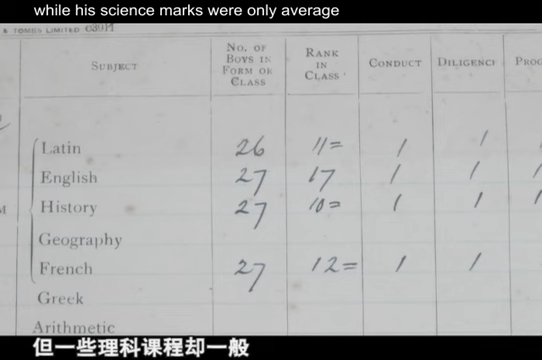 while his science marks were only average
& TOMBS LIMITED
SUBJECT NO. OF BOYS IN FORM OR CLASS RANK IN CLASS CONDUCT DILIGENCE
Latin 26 11= 1 1
English 27 17 1 1 1
History 27 10= 1 1 1
Geography
French 27 12= 1 1
Greek
Arithmetic
但一些理科课程却一般